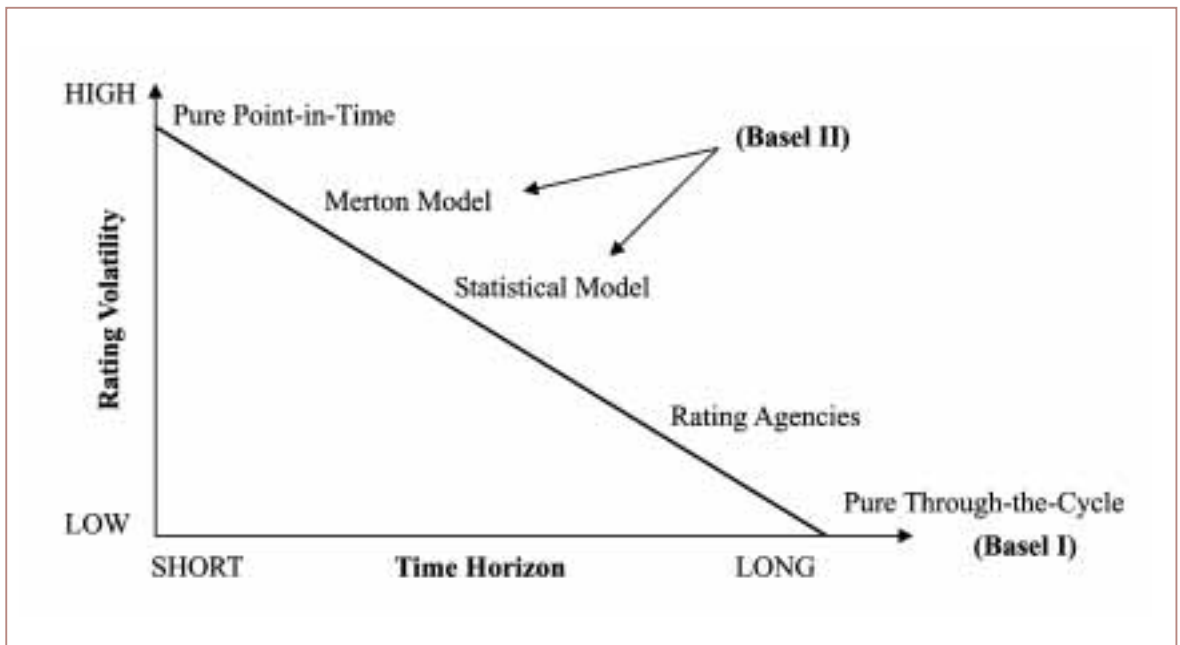 HIGH
Pure Point-in-Time
(Basel II)
Merton Model
Rating Volatility
Statistical Model
Rating Agencies
Pure Through-the-Cycle
LOW
(Basel I)
SHORT
Time Horizon
LONG